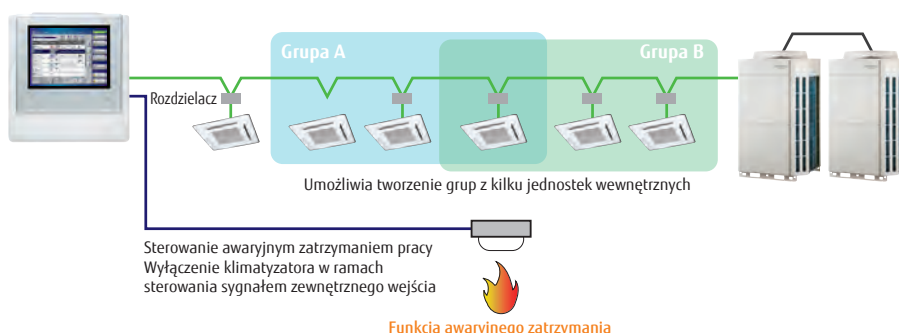 Grupa A
Grupa B
Rozdzielacz
Umożliwia tworzenie grup z kilku jednostek wewnętrznych
Sterowanie awaryjnym zatrzymaniem pracy
Wyłączenie klimatyzatora w ramach
sterowania sygnałem zewnętrznego wejścia
Funkcja awaryjnego zatrzymania